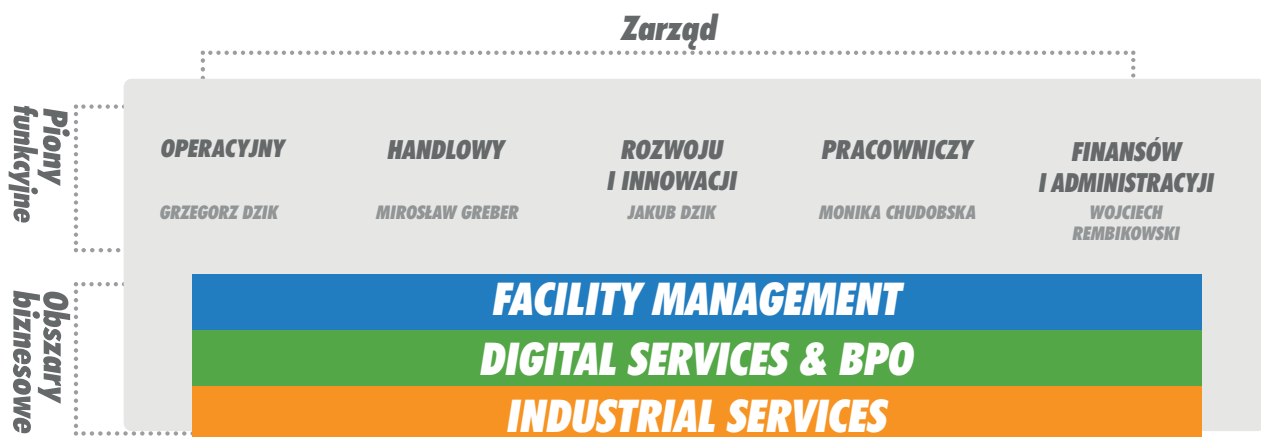 Zarząd
Piony
funkcyjne
OPERACYJNY
GRZEGORZ DZIK
HANDLOWY
MIROSŁAW GREBER
ROZWOJU
I INNOWACJI
JAKUB DZIK
PRACOWNICZY
MONIKA CHUDOBSKA
FINANSÓW
I ADMINISTRACYJI
WOJCIECH
REMBIKOWSKI
Obszary
biznesowe
FACILITY MANAGEMENT
DIGITAL SERVICES & BPO
INDUSTRIAL SERVICES